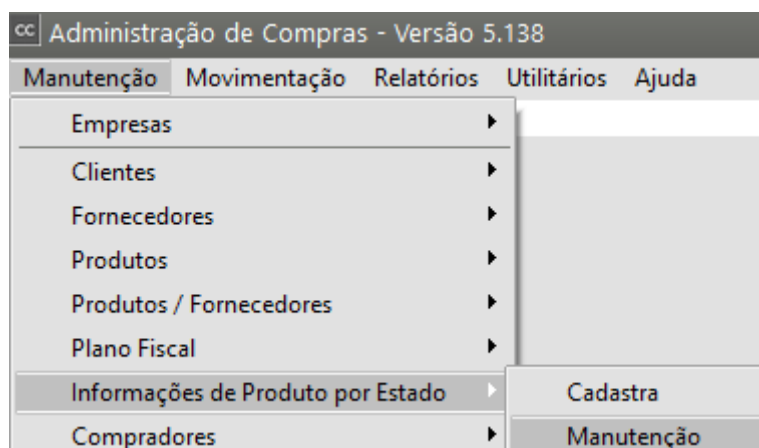 cc Administração de Compras - Versão 5.138
Manutenção Movimentação Relatórios Utilitários Ajuda
Empresas
Clientes
Fornecedores
Produtos
Produtos / Fornecedores
Plano Fiscal
Informações de Produto por Estado Cadastra
Compradores Manutenção